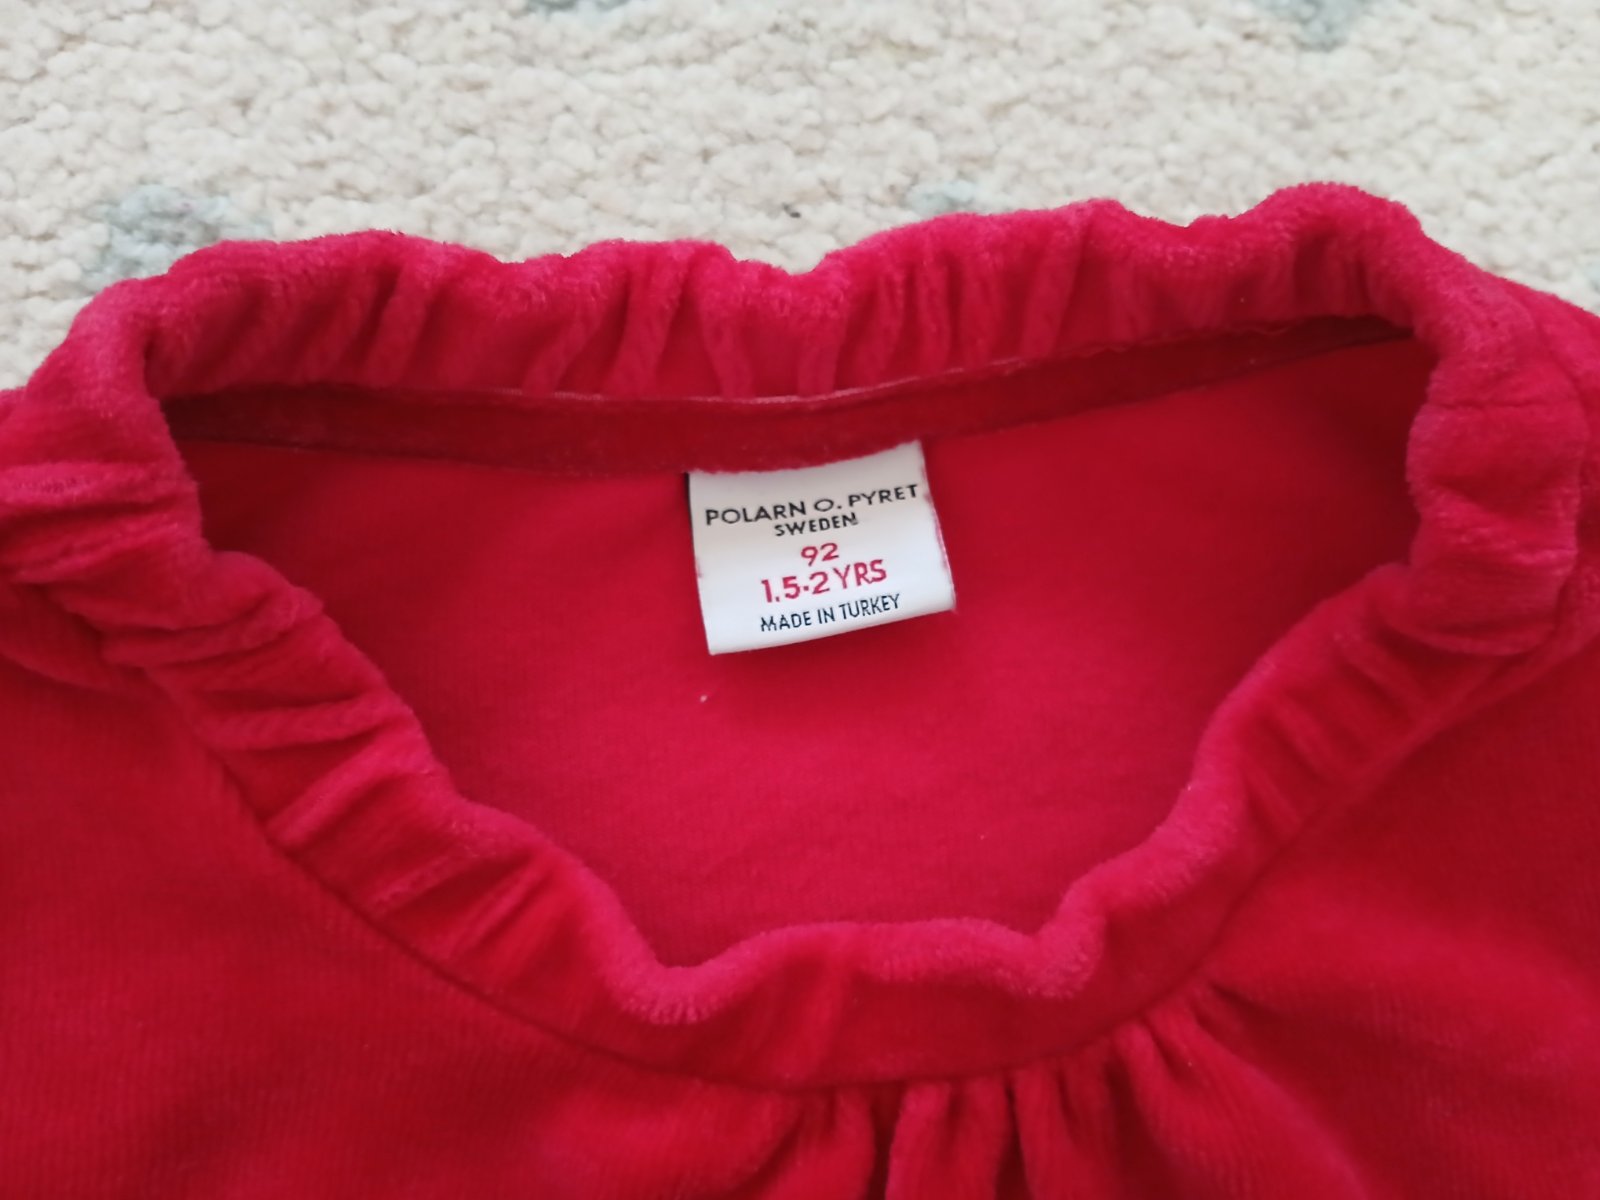 POLARN O. PYRET
SWEDEN
92
1.5-2 YRS
MADE IN TURKEY